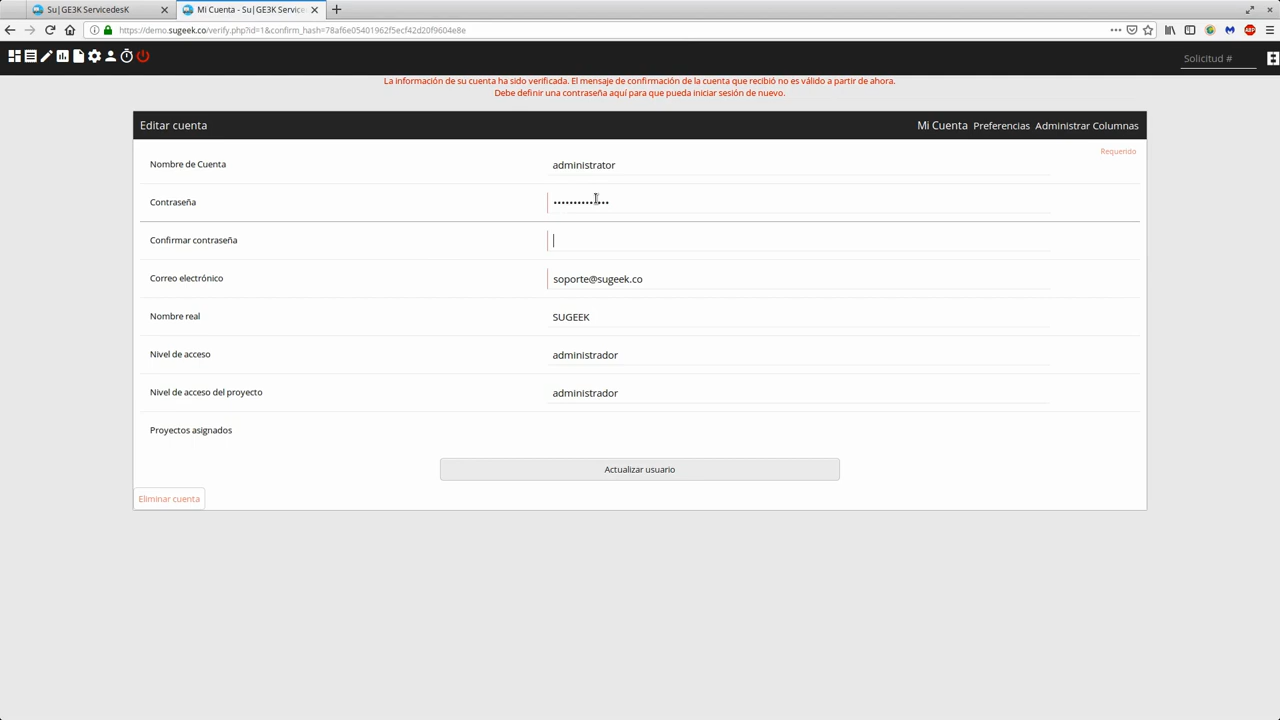 Su|GE3K ServicedesK
Mi Cuenta - Su|GE3K Service
https://demo.sugeek.co/verify.php?id=1&confirm_hash=78af6e05401962f5ecf42d20f9604e8e
Solicitud #
La información de su cuenta ha sido verificada. El mensaje de confirmación de la cuenta que recibió no es válido a partir de ahora.
Debe definir una contraseña aquí para que pueda iniciar sesión de nuevo.
Editar cuenta
Mi Cuenta Preferencias Administrar Columnas
Requerido
Nombre de Cuenta administrator
Contraseña ••••••••••••••
Confirmar contraseña
Correo electrónico soporte@sugeek.co
Nombre real SUGEEK
Nivel de acceso administrador
Nivel de acceso del proyecto administrador
Proyectos asignados
Actualizar usuario
Eliminar cuenta